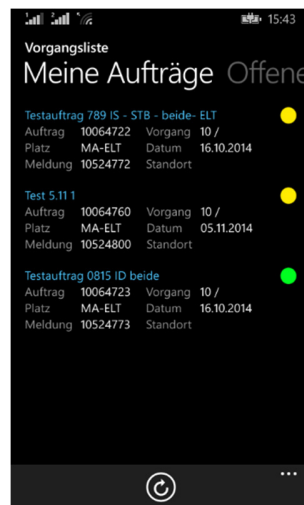 15:43
Vorgangsliste
Meine Aufträge Offene
Testauftrag 789 IS - STB - beide- ELT
Auftrag 10064722 Vorgang 10 /
Platz MA-ELT Datum 16.10.2014
Meldung 10524772 Standort
Test 5.11 1
Auftrag 10064760 Vorgang 10 /
Platz MA-ELT Datum 05.11.2014
Meldung 10524800 Standort
Testauftrag 0815 ID beide
Auftrag 10064723 Vorgang 10 /
Platz MA-ELT Datum 16.10.2014
Meldung 10524773 Standort